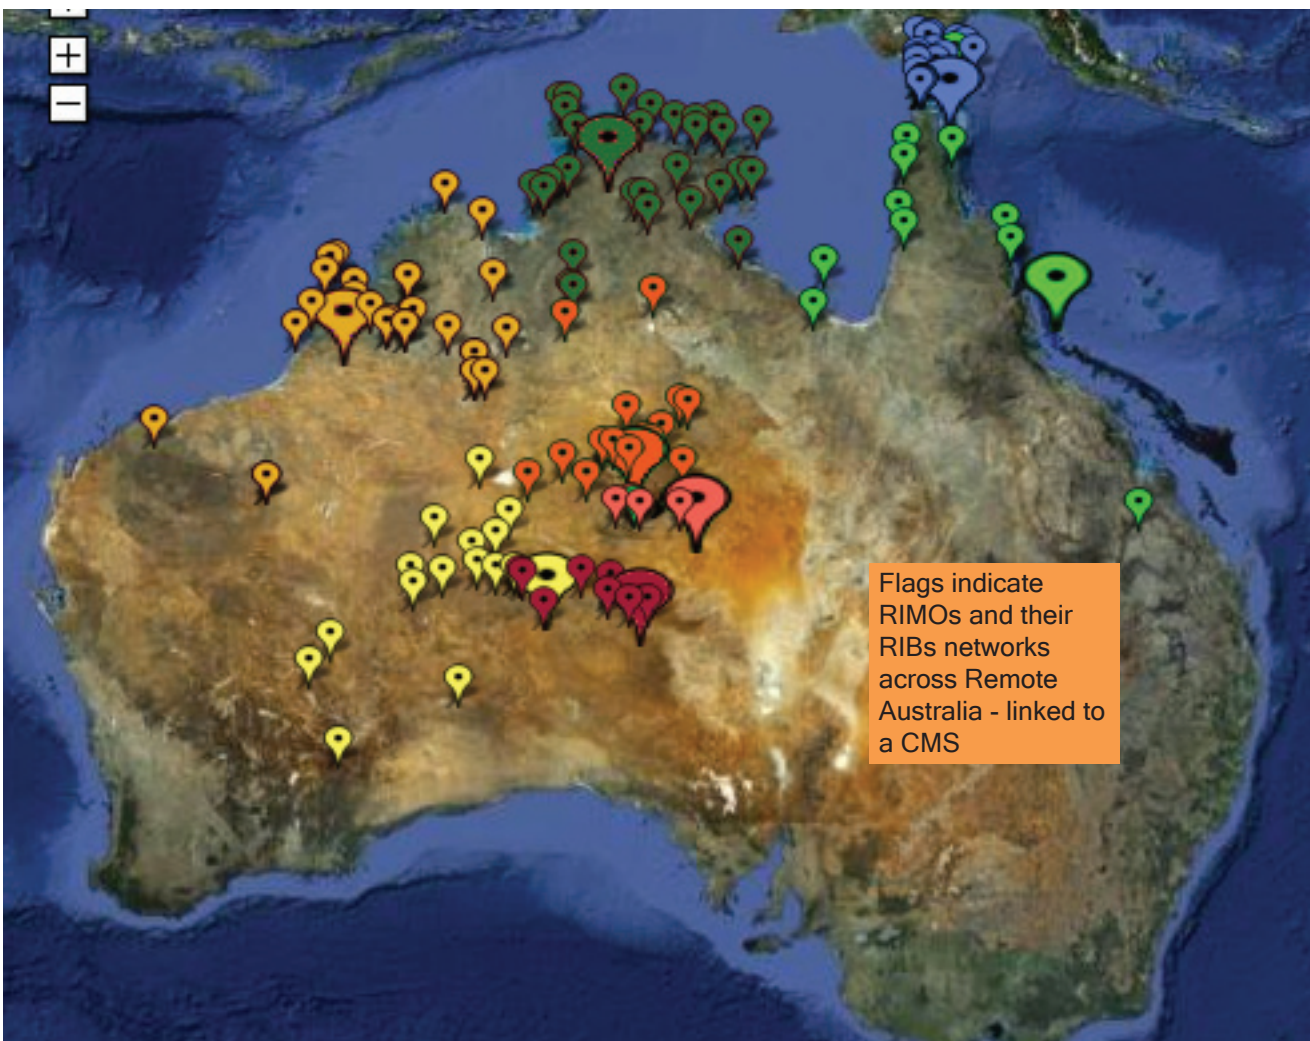 +
−
Flags indicate
RIMOs and their
RIBs networks
across Remote
Australia - linked to
a CMS